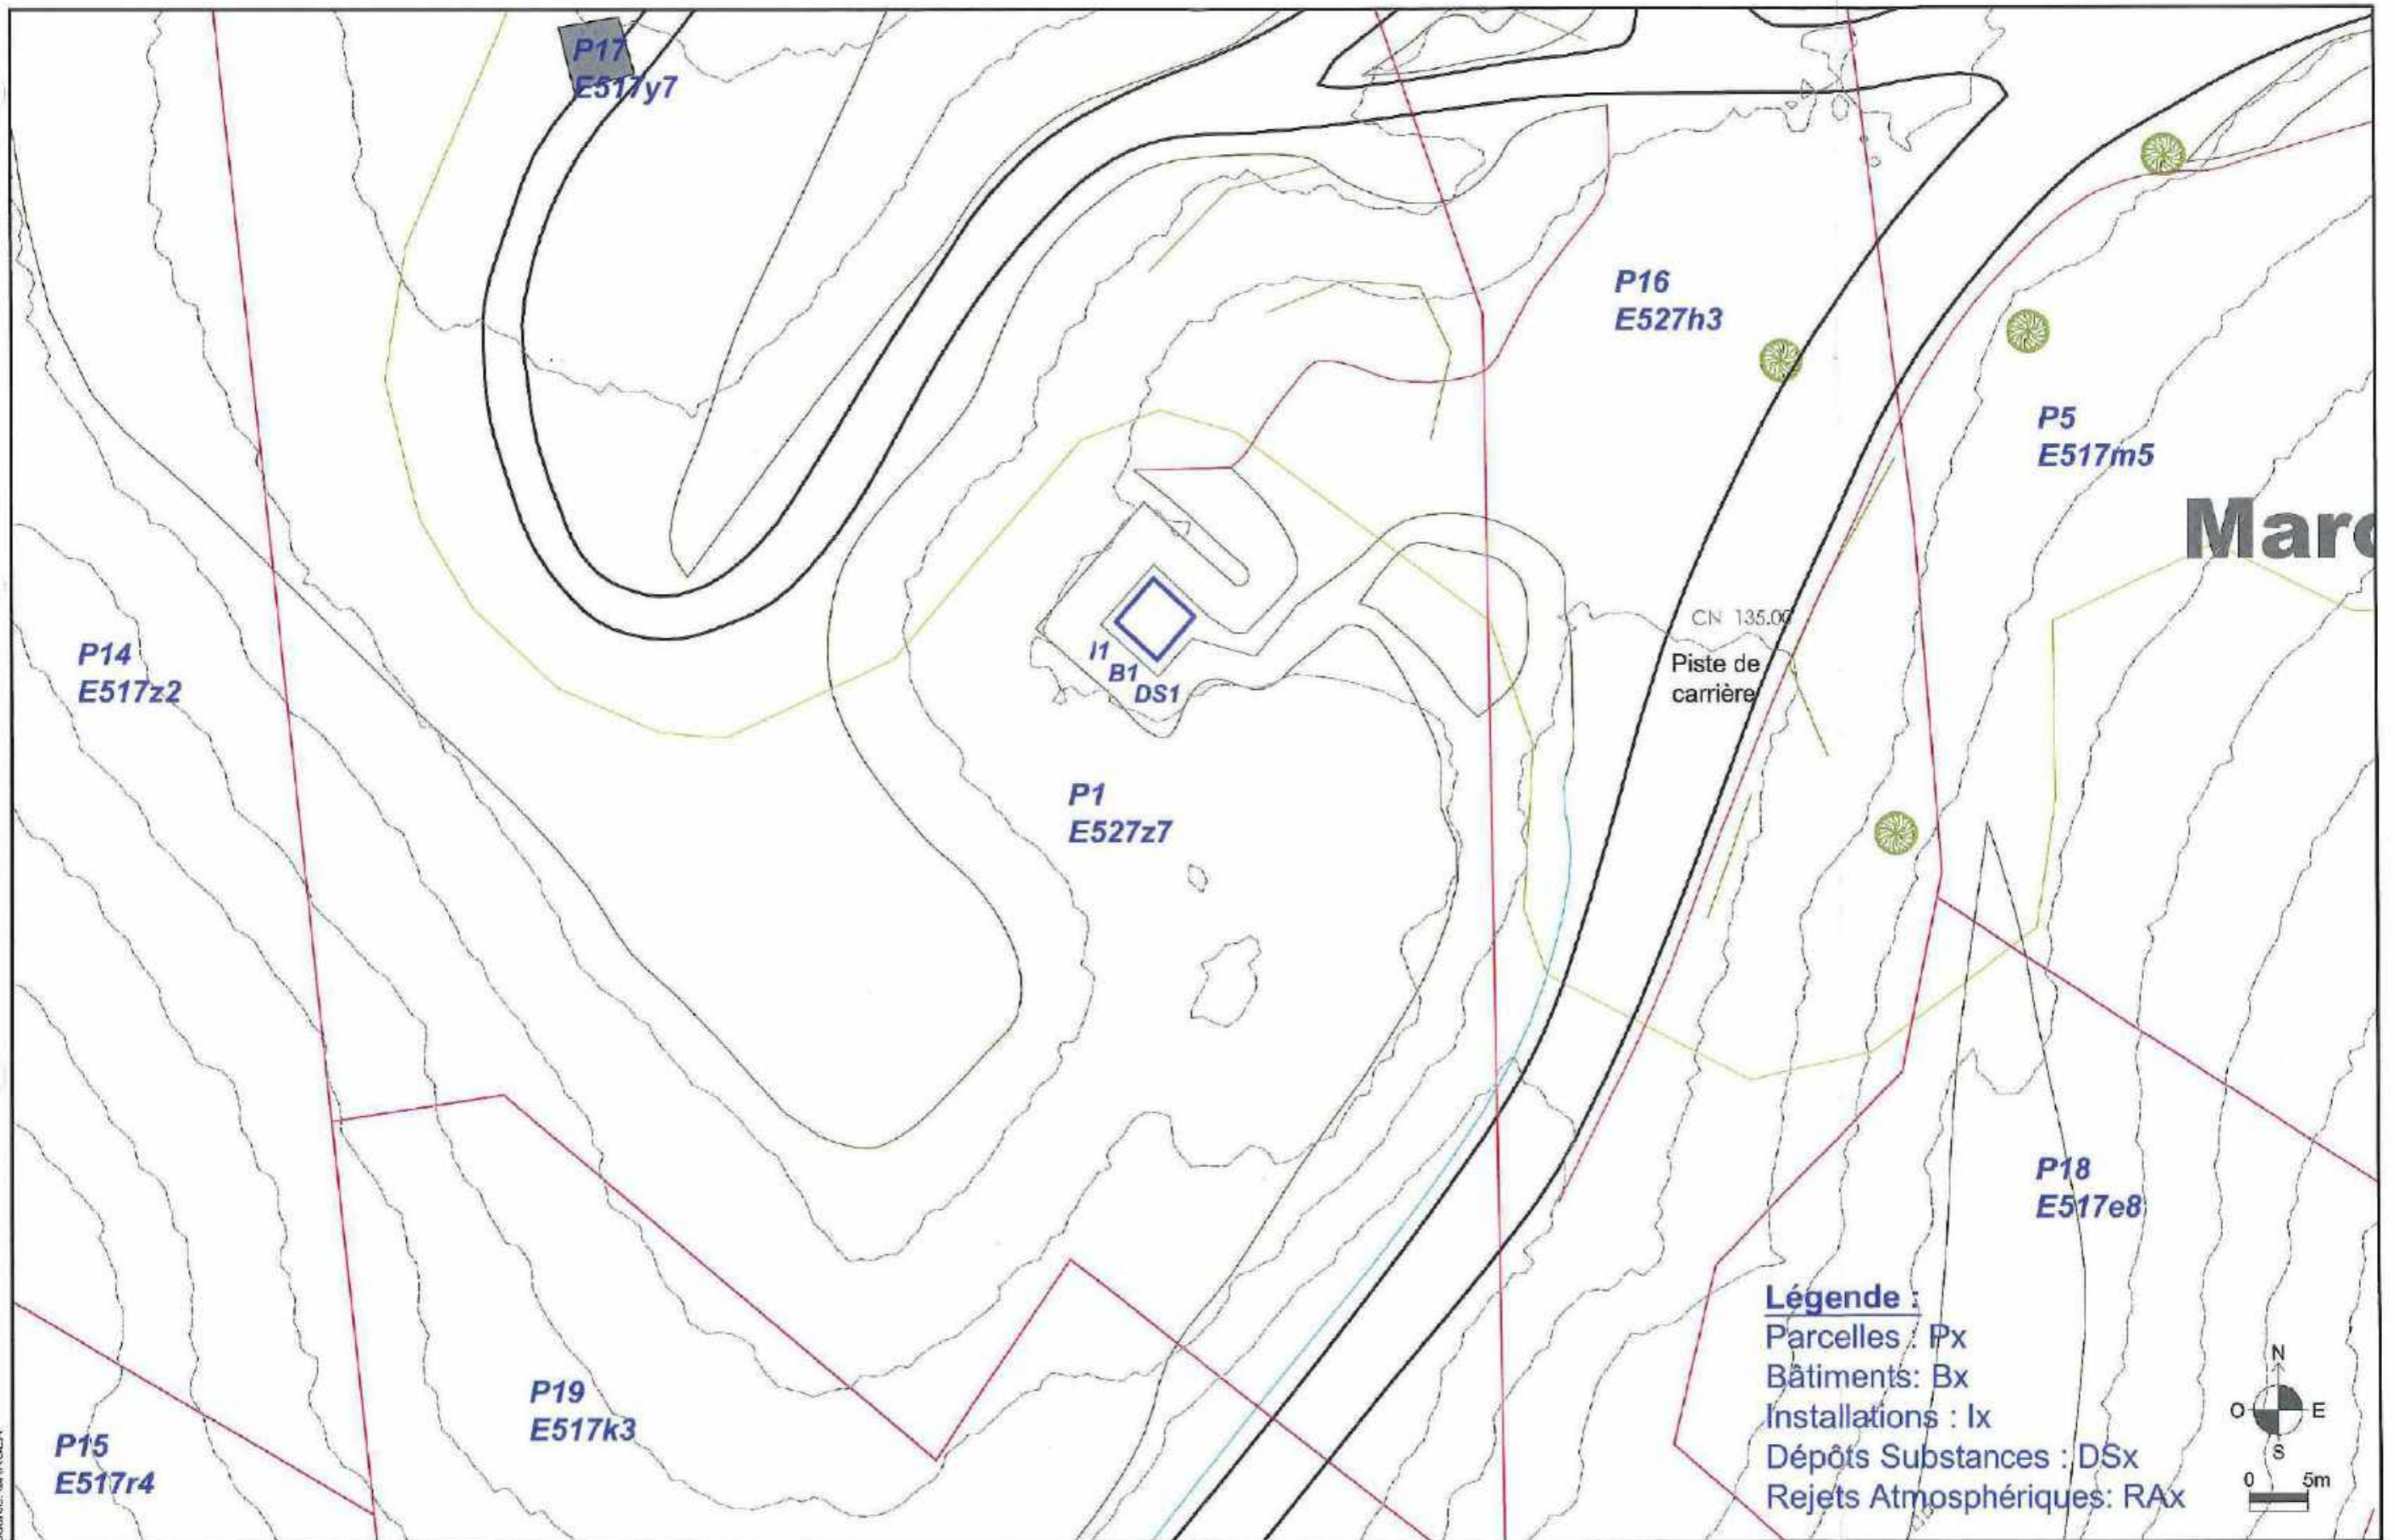 P17
E517y7
P16
E527h3
P5
E517m5
Marc
CN 135.00
Piste de
carrière
P14
E517z2
I1
B1
DS1
P1
E527z7
P18
E517e8
P19
E517k3
P15
E517r4
Légende :
Parcelles : Px
Bâtiments: Bx
Installations : Ix
Dépôts Substances : DSx
Rejets Atmosphériques: RAx
N
O E
S
0 5m